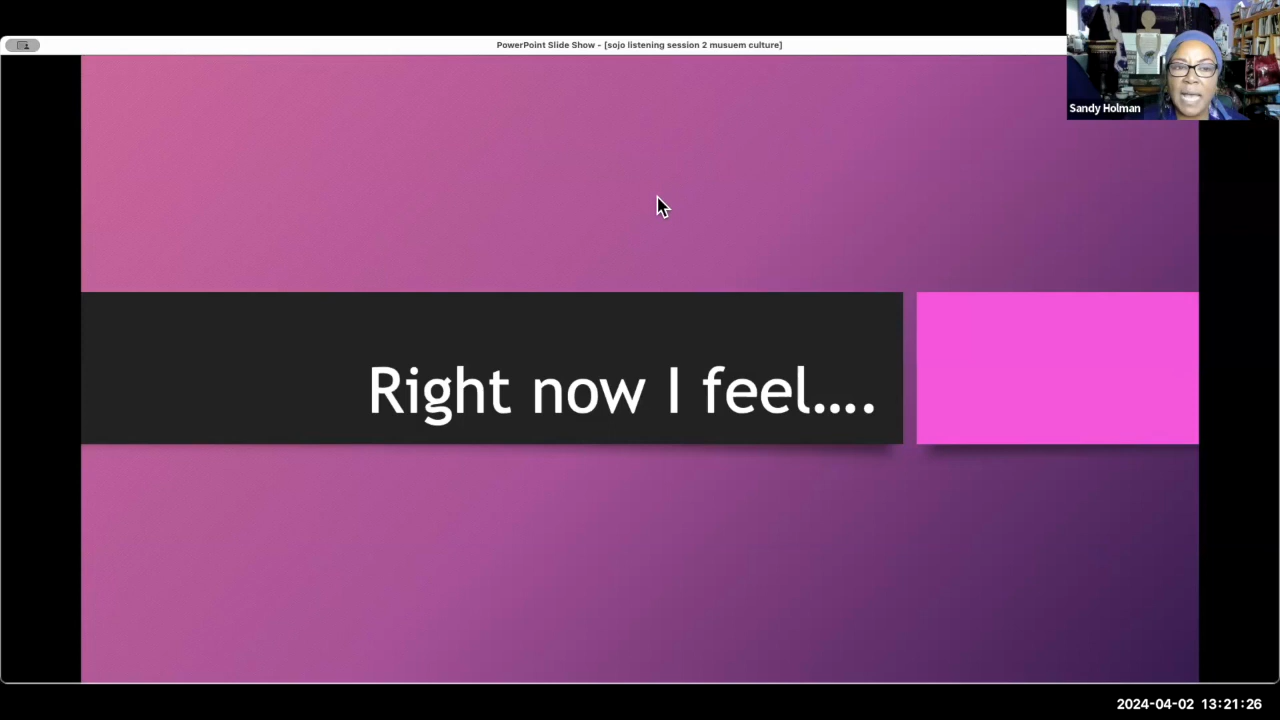 PowerPoint Slide Show - [sojo listening session 2 musuem culture]
Sandy Holman
Right now I feel....
2024-04-02 13:21:26